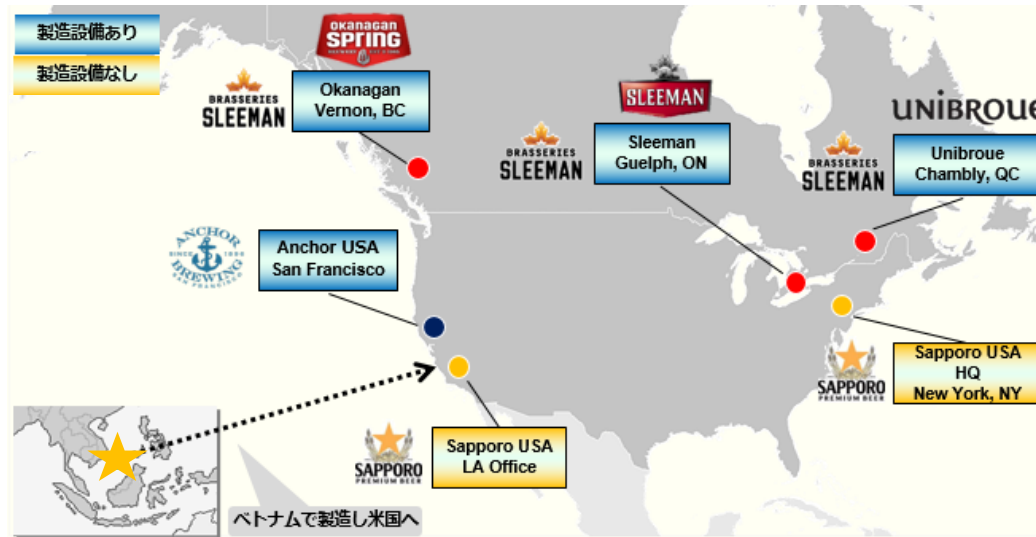 製造設備あり
製造設備なし
OKANAGAN
SPRING
BRASSERIES
SLEEMAN
Okanagan
Vernon, BC
BRASSERIES
SLEEMAN
SLEEMAN
Sleeman
Guelph, ON
UNIBROUE
BRASSERIES
SLEEMAN
Unibroue
Chambly, QC
ANCHOR
SINCE 1896
BREWING
SAN FRANCISCO
Anchor USA
San Francisco
SAPPORO
PREMIUM BEER
Sapporo USA
HQ
New York, NY
SAPPORO
PREMIUM BEER
Sapporo USA
LA Office
ベトナムで製造し米国へ